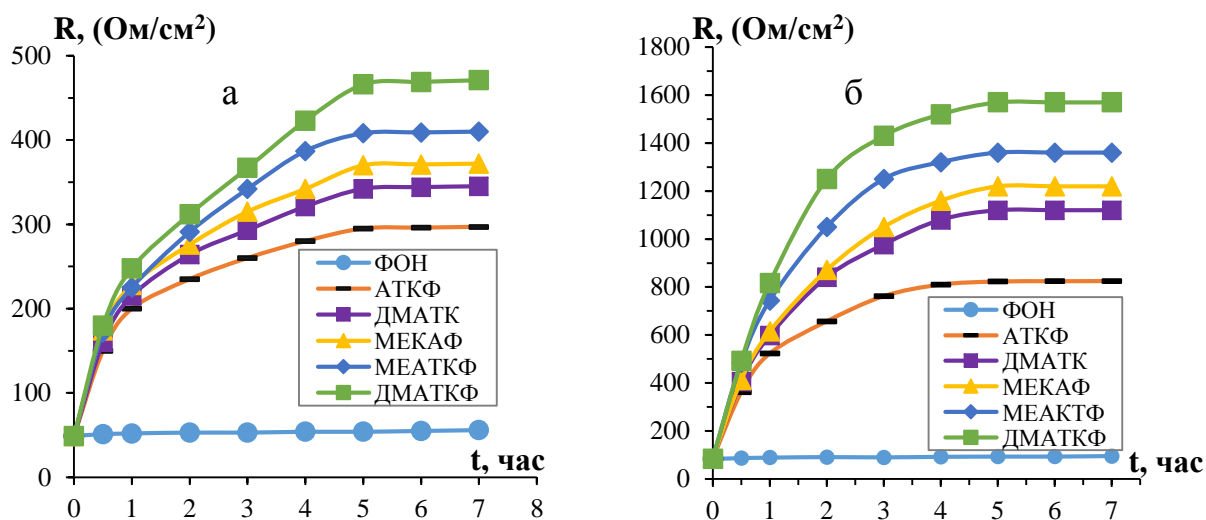 R, (Ом/см²)
500
400
300
200
100
0
а
ФОН
АТКФ
ДМАТК
МЕКАФ
МЕАТКФ
ДМАТКФ
t, час
0 1 2 3 4 5 6 7 8
R, (Ом/см²)
1800
1600
1400
1200
1000
800
600
400
200
0
б
ФОН
АТКФ
ДМАТК
МЕКАФ
МЕАКТФ
ДМАТКФ
t, час
0 1 2 3 4 5 6 7